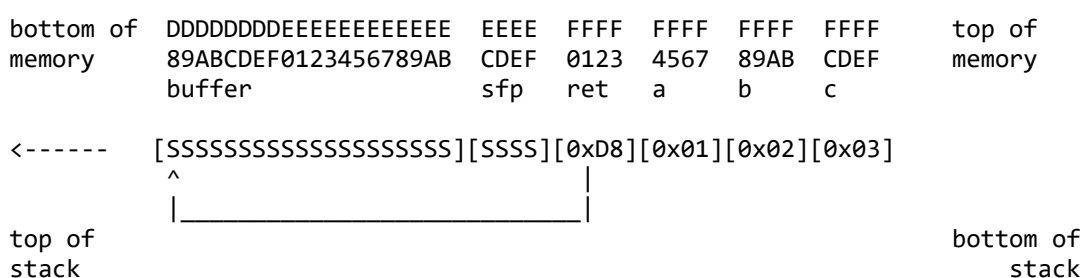 bottom of  DDDDDDDDEEEEEEEEEEEE  EEEE  FFFF  FFFF  FFFF  FFFF     top of
memory     89ABCDEF0123456789AB  CDEF  0123  4567  89AB  CDEF     memory
           buffer                sfp   ret   a     b     c
<------   [SSSSSSSSSSSSSSSSSSSS][SSSS][0xD8][0x01][0x02][0x03]
           ^                            |
           |____________________________|
top of                                                            bottom of
stack                                                                 stack